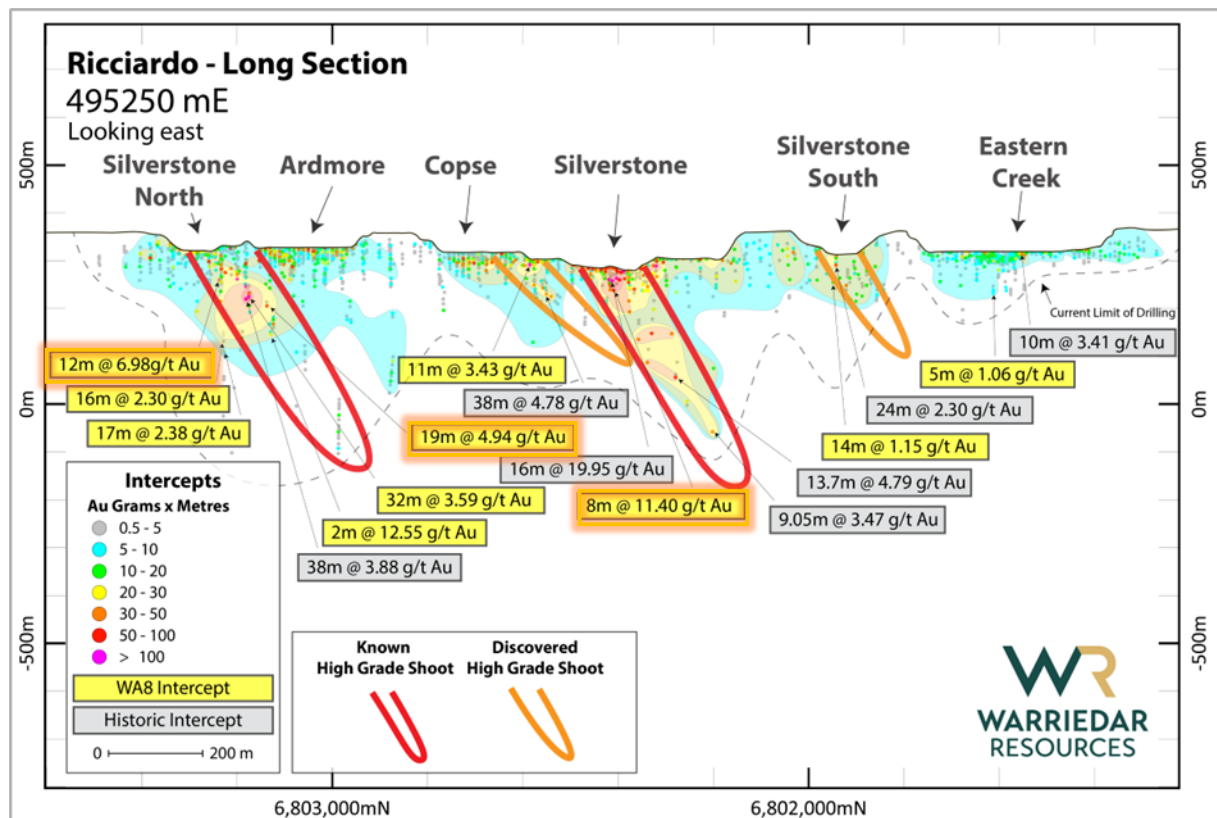 Ricciardo - Long Section
495250 mE
Looking east
Silverstone
North
Ardmore
Copse
Silverstone
Silverstone
South
Eastern
Creek
500m
0m
-500m
500m
0m
-500m
Current Limit of Drilling
12m @ 6.98g/t Au
16m @ 2.30 g/t Au
17m @ 2.38 g/t Au
11m @ 3.43 g/t Au
38m @ 4.78 g/t Au
19m @ 4.94 g/t Au
16m @ 19.95 g/t Au
32m @ 3.59 g/t Au
8m @ 11.40 g/t Au
2m @ 12.55 g/t Au
38m @ 3.88 g/t Au
10m @ 3.41 g/t Au
5m @ 1.06 g/t Au
24m @ 2.30 g/t Au
14m @ 1.15 g/t Au
13.7m @ 4.79 g/t Au
9.05m @ 3.47 g/t Au
Intercepts
Au Grams x Metres
0.5 - 5
5 - 10
10 - 20
20 - 30
30 - 50
50 - 100
> 100
WA8 Intercept
Historic Intercept
0 200 m
Known
High Grade Shoot
Discovered
High Grade Shoot
WR
WARRIEDAR
RESOURCES
6,803,000mN
6,802,000mN